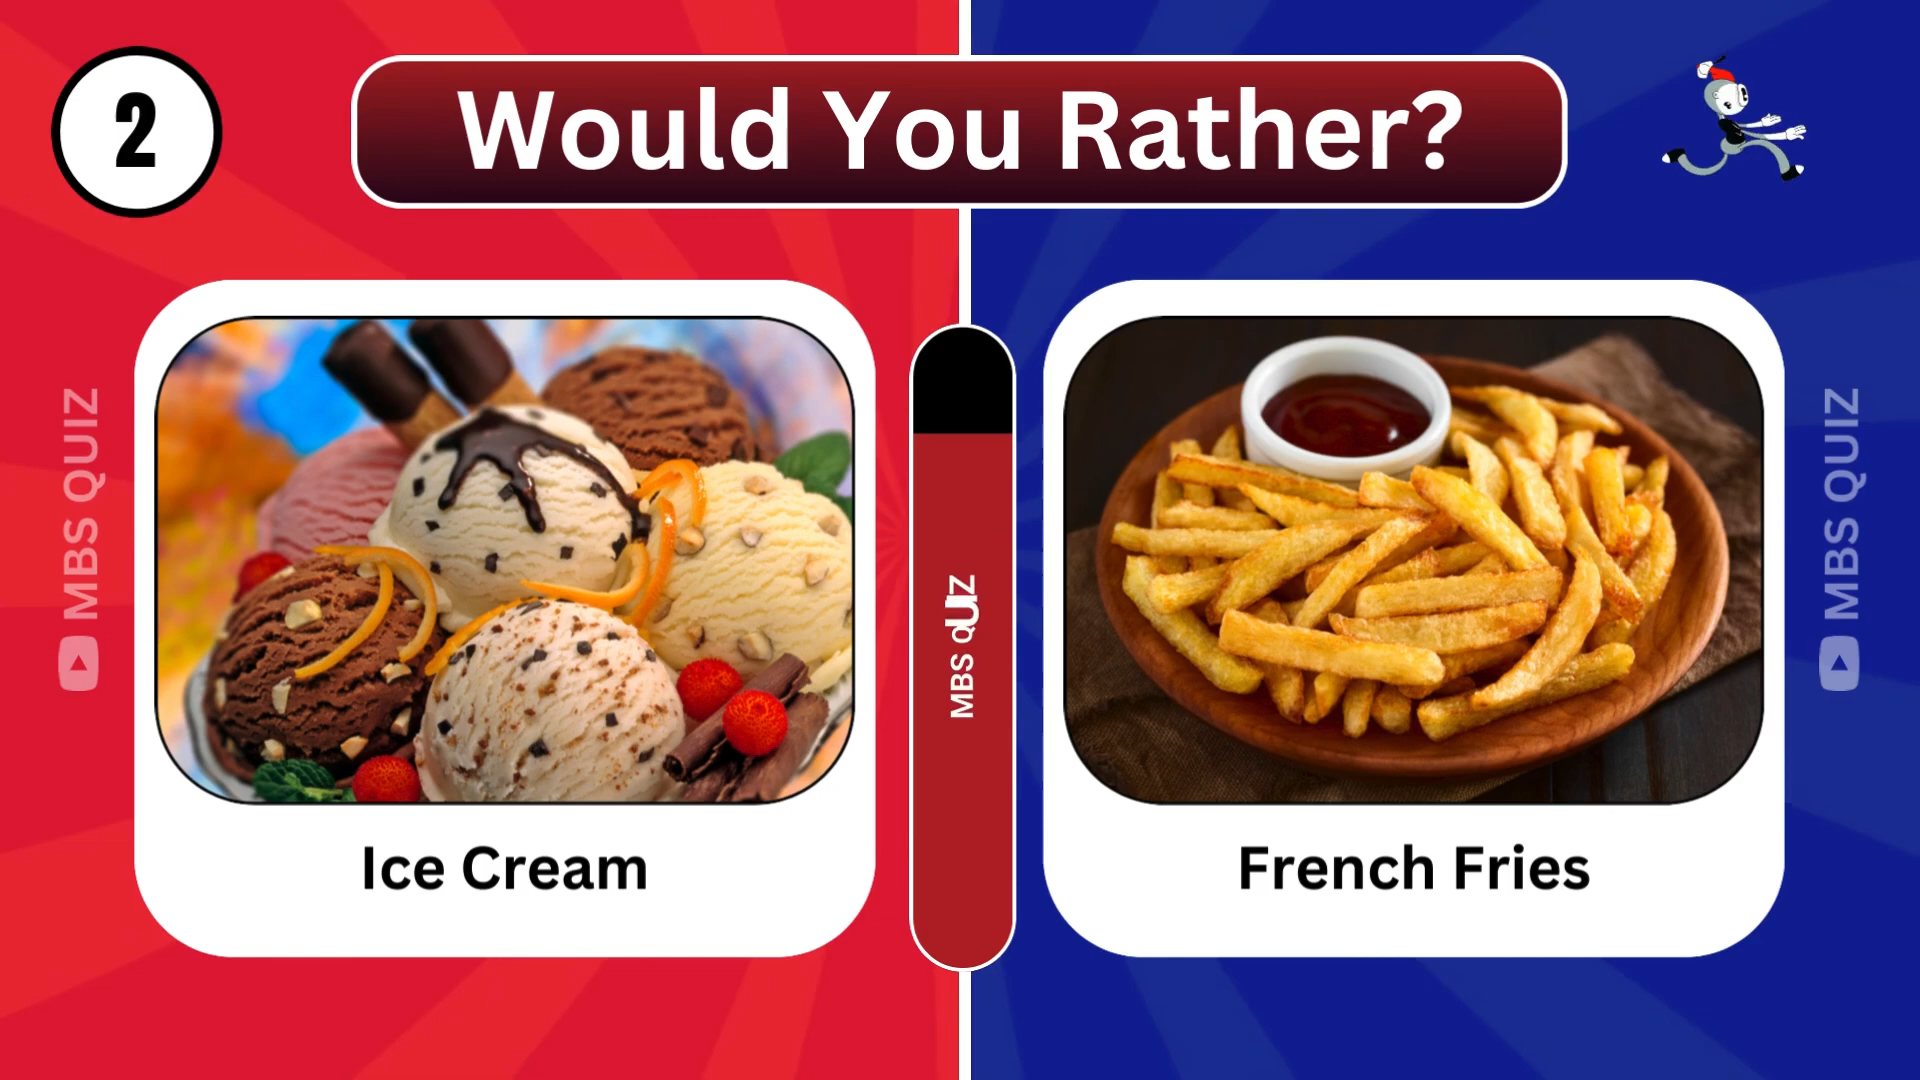 2
Would You Rather?
MBS QUIZ
MBS QUIZ
MBS QUIZ
Ice Cream
French Fries